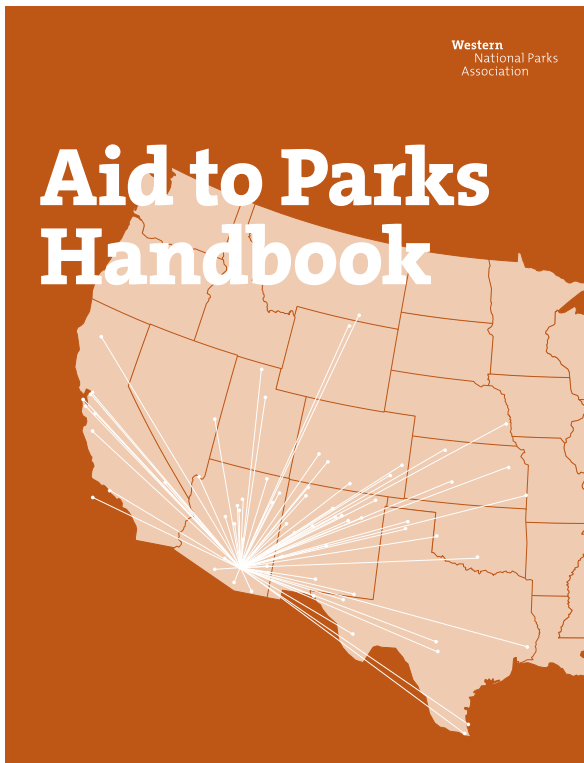 Western
National Parks
Association
Aid to Parks
Handbook